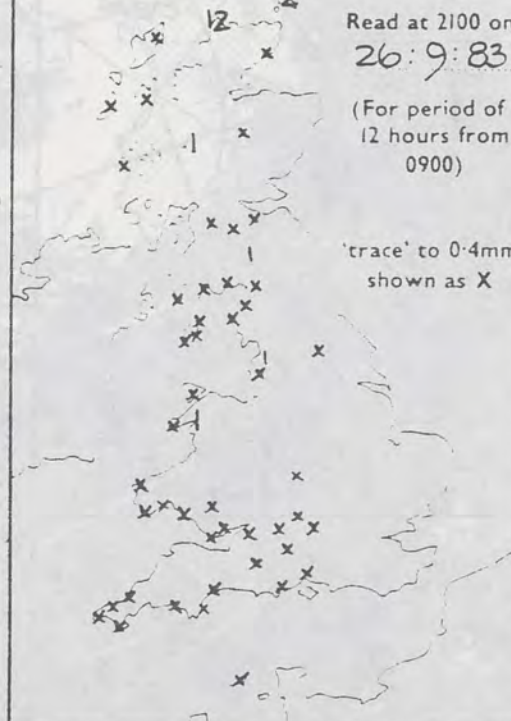 12
Read at 2100 on
26:9:83
(For period of
12 hours from
0900)
1
'trace' to 0·4mm
shown as X
1
1
1